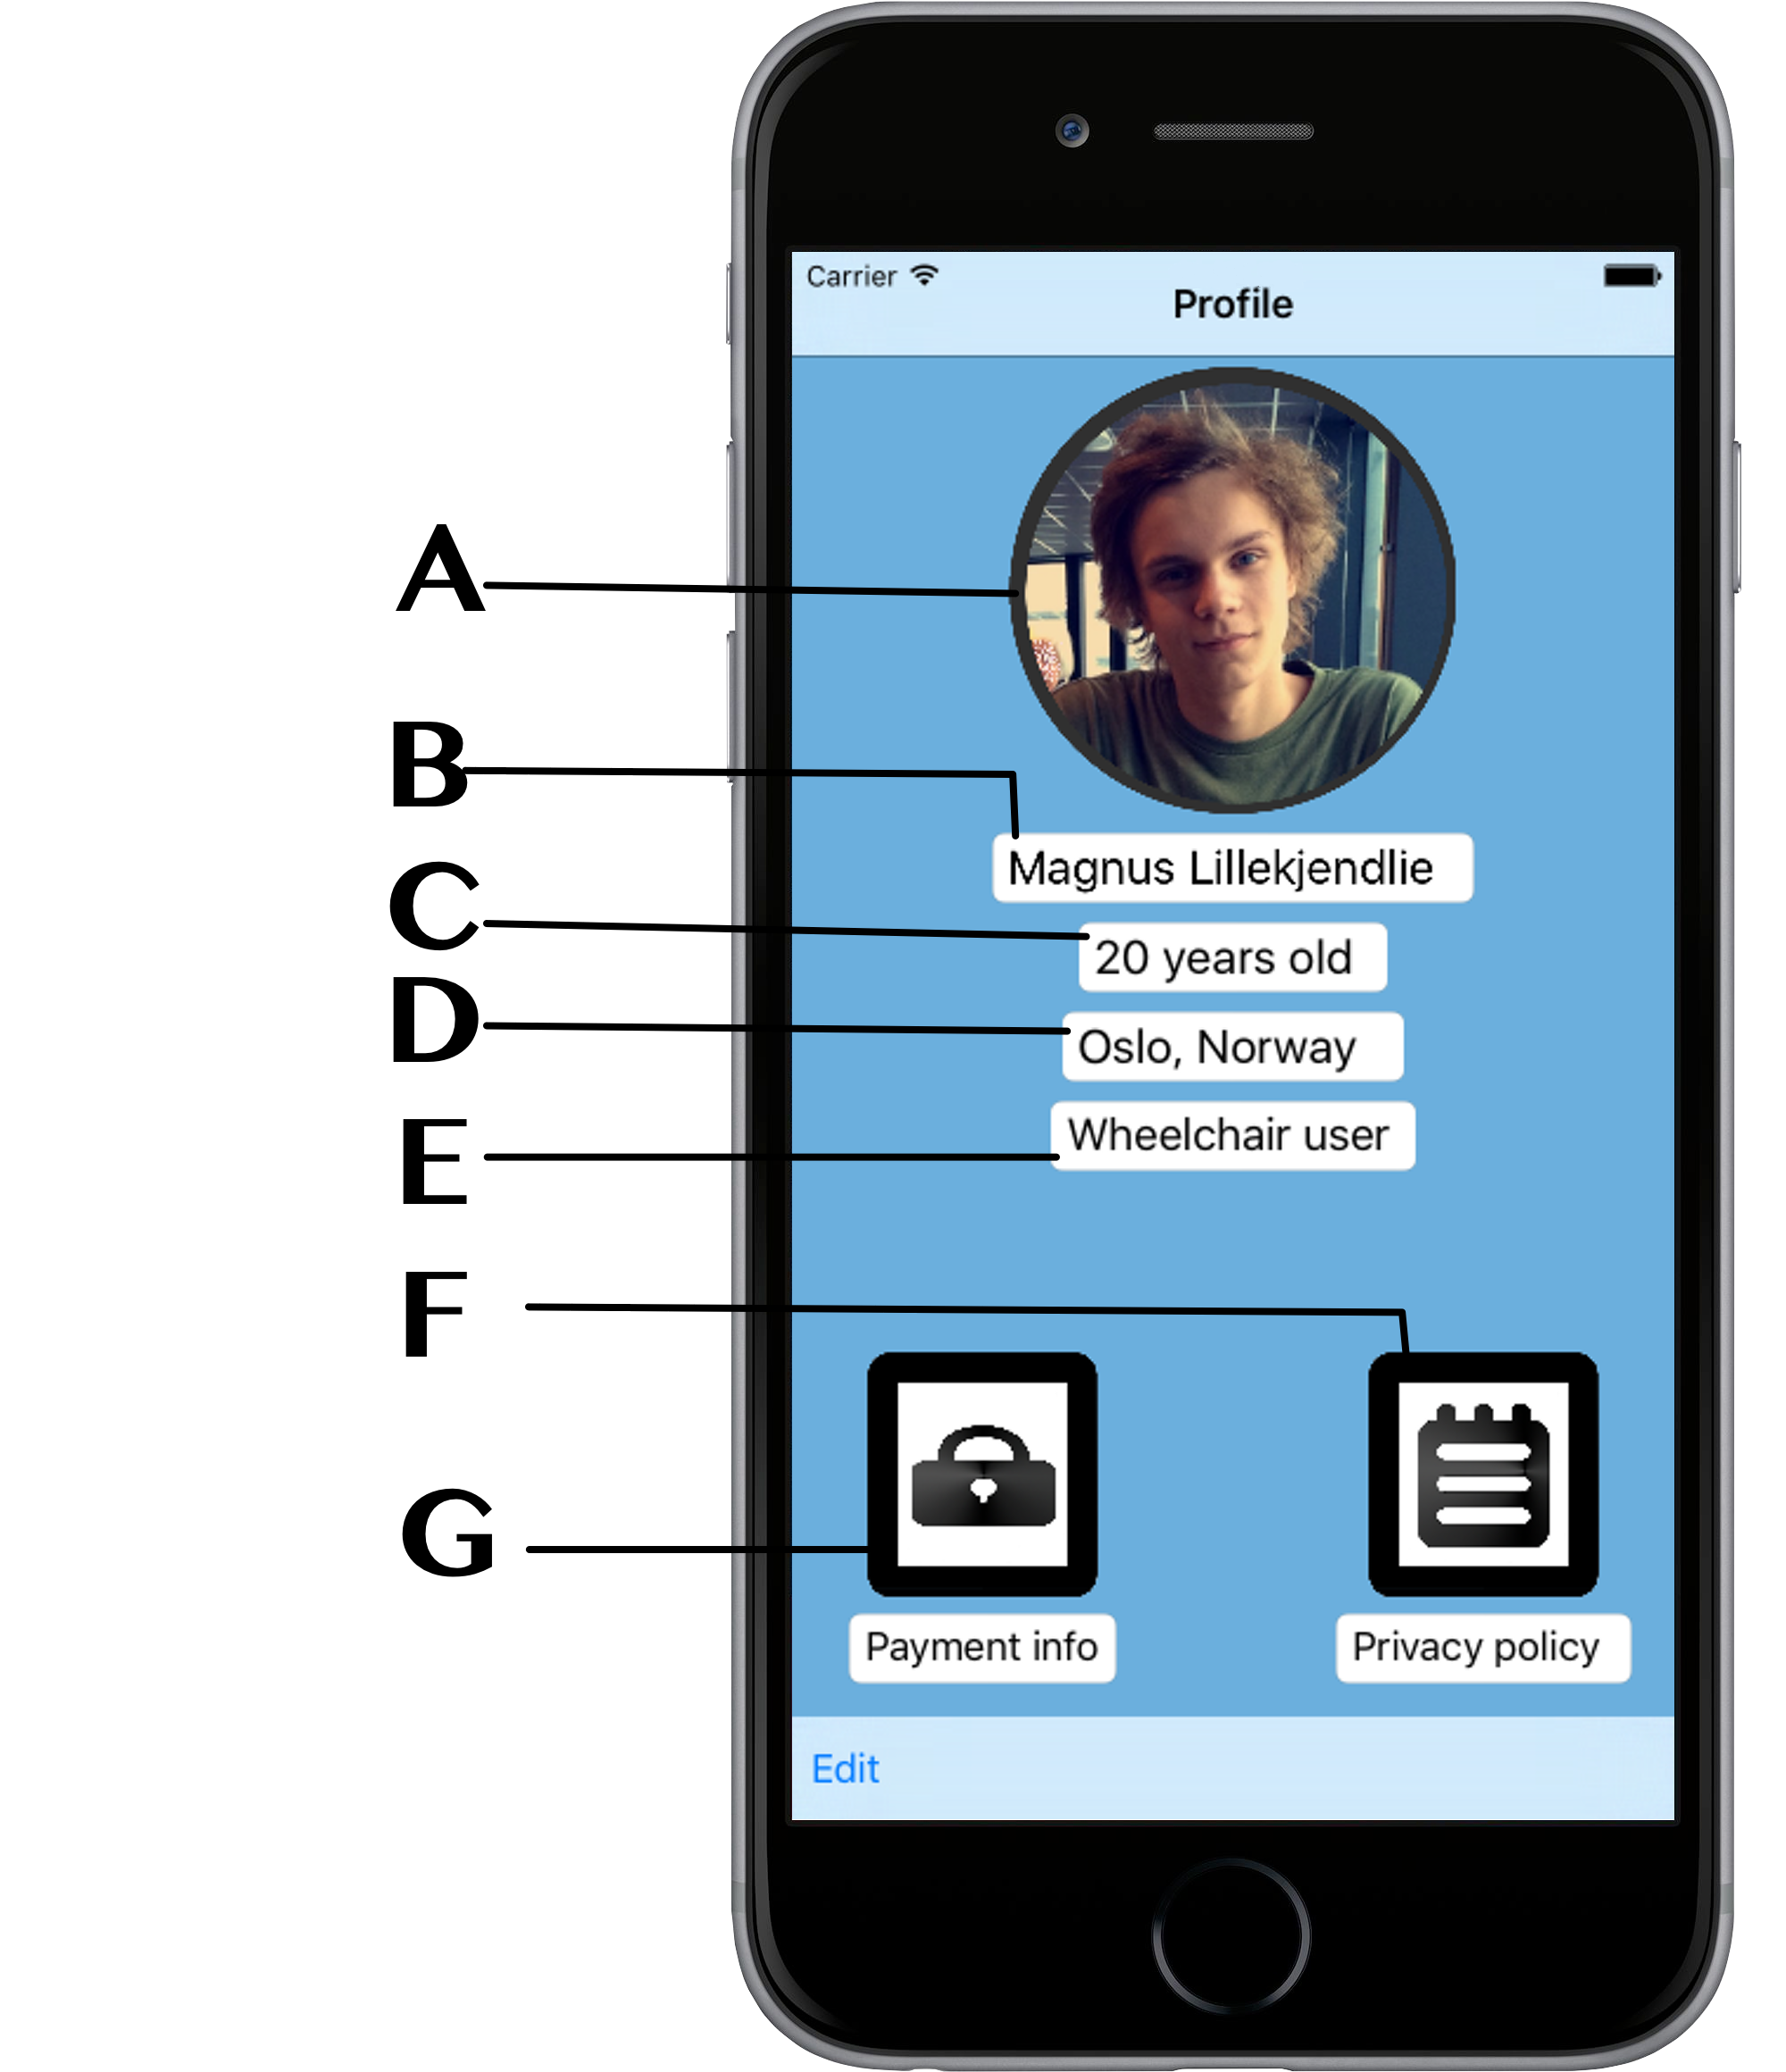 Carrier
Profile
A
B
Magnus Lillekjendlie
C
20 years old
D
Oslo, Norway
E
Wheelchair user
F
G
Payment info
Privacy policy
Edit